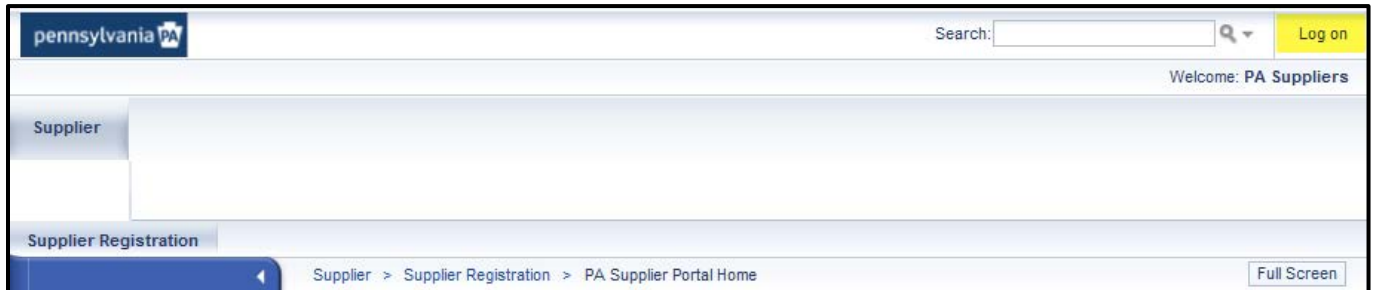 pennsylvania PA
Search:
Log on
Welcome: PA Suppliers
Supplier
Supplier Registration
Supplier > Supplier Registration > PA Supplier Portal Home
Full Screen